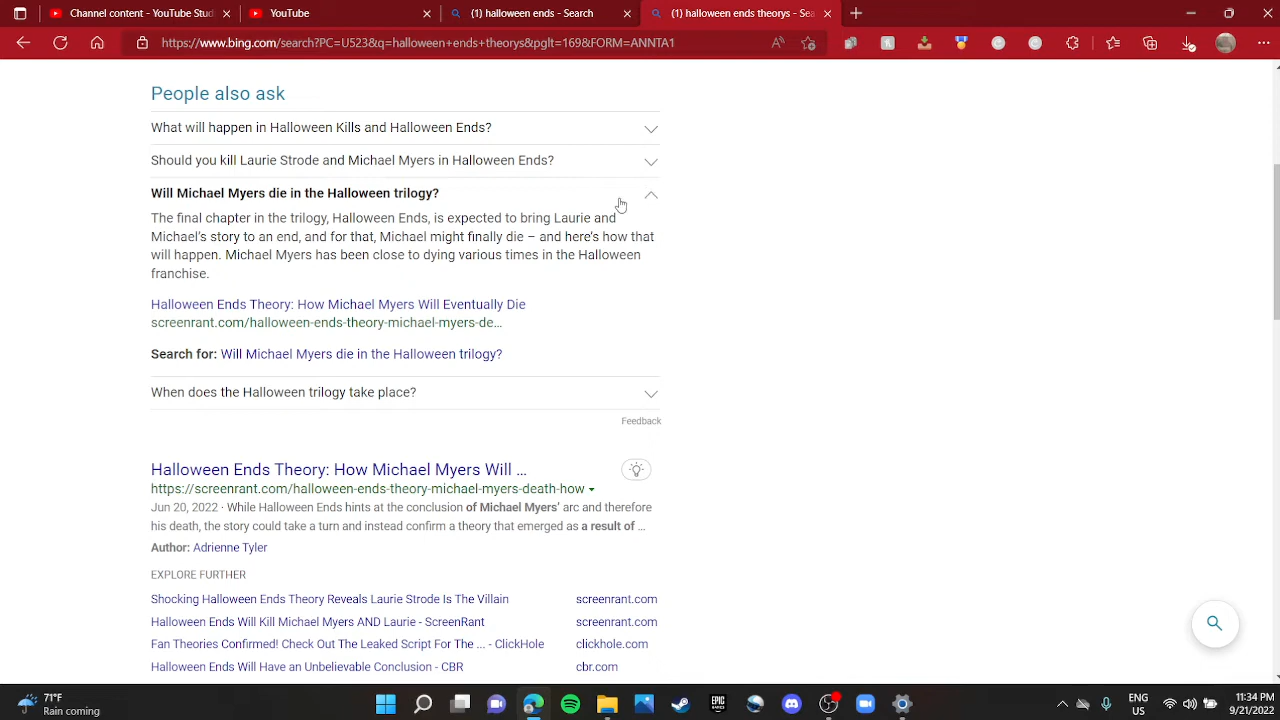 Channel content - YouTube Stud
YouTube
(1) halloween ends - Search
(1) halloween ends theorys - Sea
https://www.bing.com/search?PC=U523&q=halloween+ends+theorys&pglt=169&FORM=ANNTA1
People also ask
What will happen in Halloween Kills and Halloween Ends?
Should you kill Laurie Strode and Michael Myers in Halloween Ends?
Will Michael Myers die in the Halloween trilogy?
The final chapter in the trilogy, Halloween Ends, is expected to bring Laurie and
Michael's story to an end, and for that, Michael might finally die – and here's how that
will happen. Michael Myers has been close to dying various times in the Halloween
franchise.
Halloween Ends Theory: How Michael Myers Will Eventually Die
screenrant.com/halloween-ends-theory-michael-myers-de...
Search for: Will Michael Myers die in the Halloween trilogy?
When does the Halloween trilogy take place?
Feedback
Halloween Ends Theory: How Michael Myers Will ...
https://screenrant.com/halloween-ends-theory-michael-myers-death-how
Jun 20, 2022 · While Halloween Ends hints at the conclusion of Michael Myers' arc and therefore
his death, the story could take a turn and instead confirm a theory that emerged as a result of ...
Author: Adrienne Tyler
EXPLORE FURTHER
Shocking Halloween Ends Theory Reveals Laurie Strode Is The Villain screenrant.com
Halloween Ends Will Kill Michael Myers AND Laurie - ScreenRant screenrant.com
Fan Theories Confirmed! Check Out The Leaked Script For The ... - ClickHole clickhole.com
Halloween Ends Will Have an Unbelievable Conclusion - CBR cbr.com
71°F
Rain coming
EPIC
GAMES
ENG
US
11:34 PM
9/21/2022